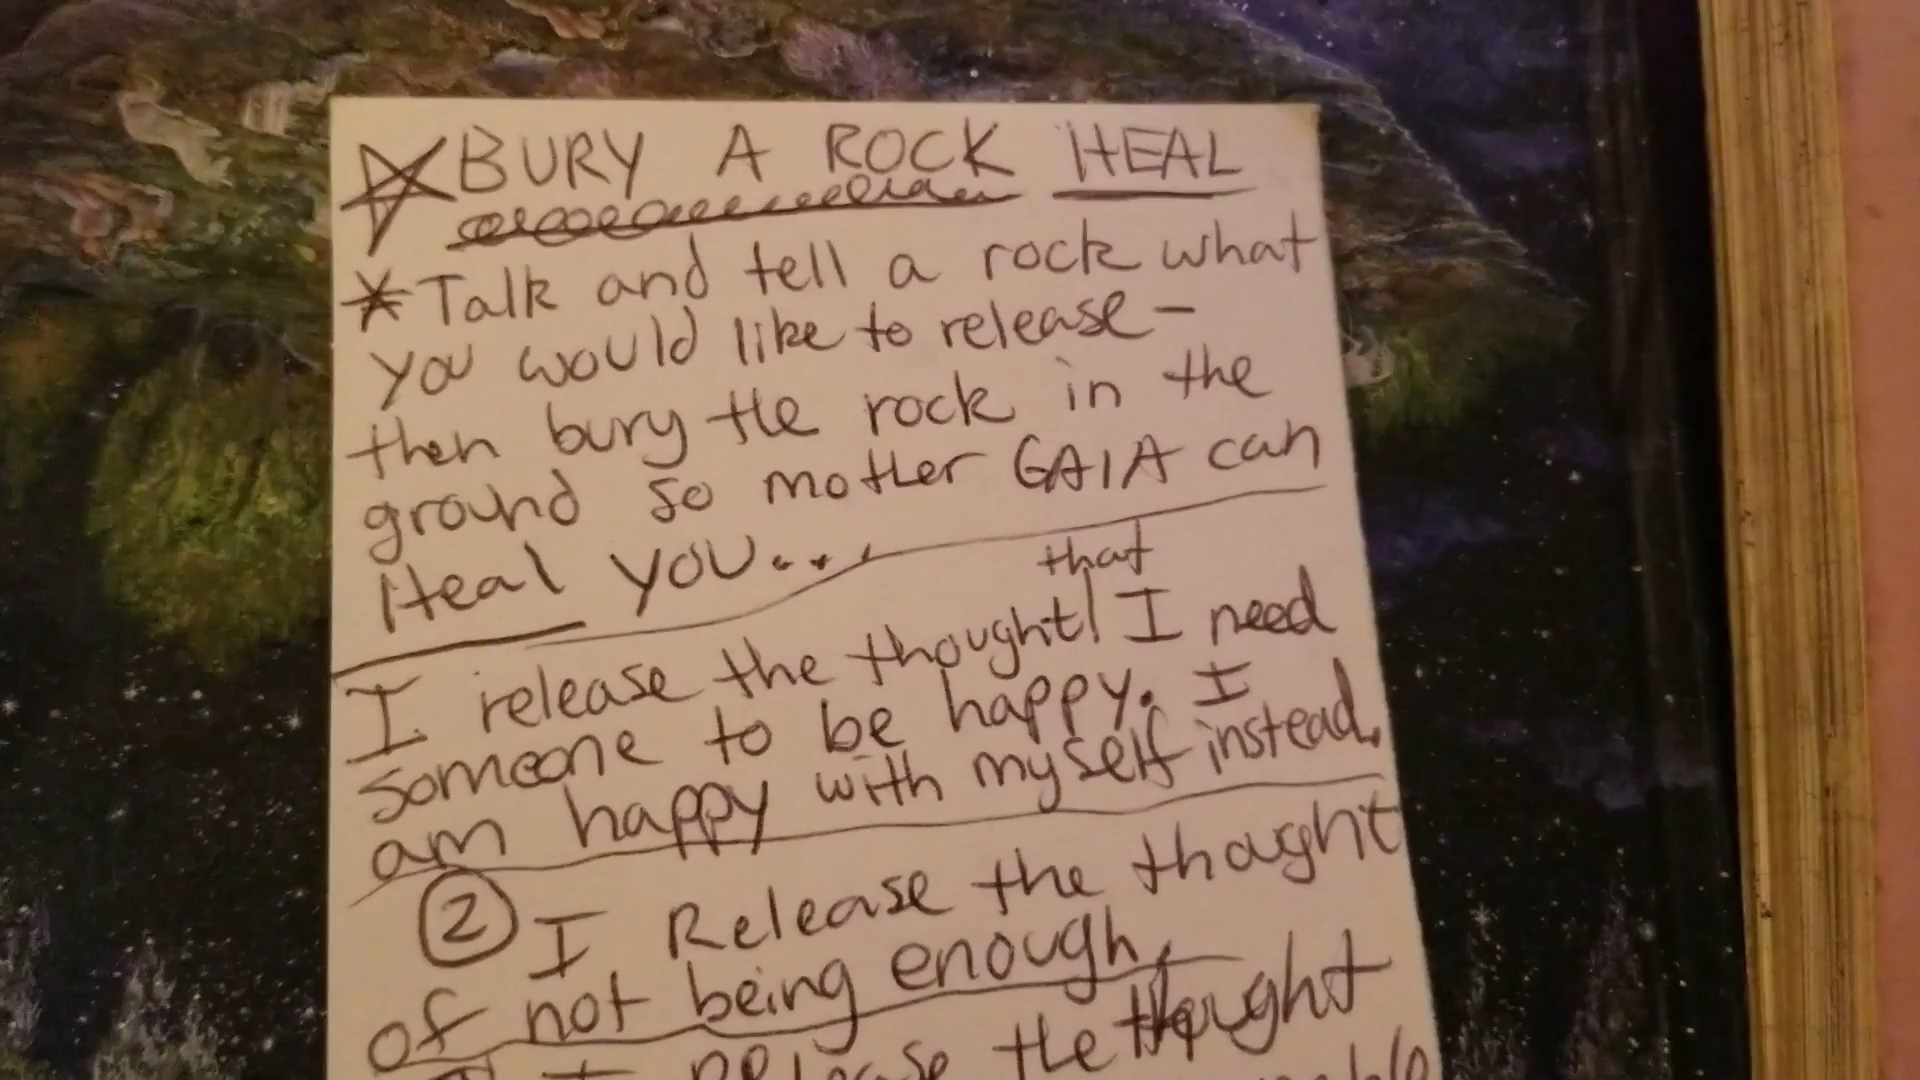 BURY A ROCK HEAL
* Talk and tell a rock what
you would like to release -
then bury the rock in the
ground so mother GAIA can
Heal you...
that
I release the thought I need
someone to be happy. I
am happy with myself instead.
2 I Release the thought
of not being enough.
I Release the thought